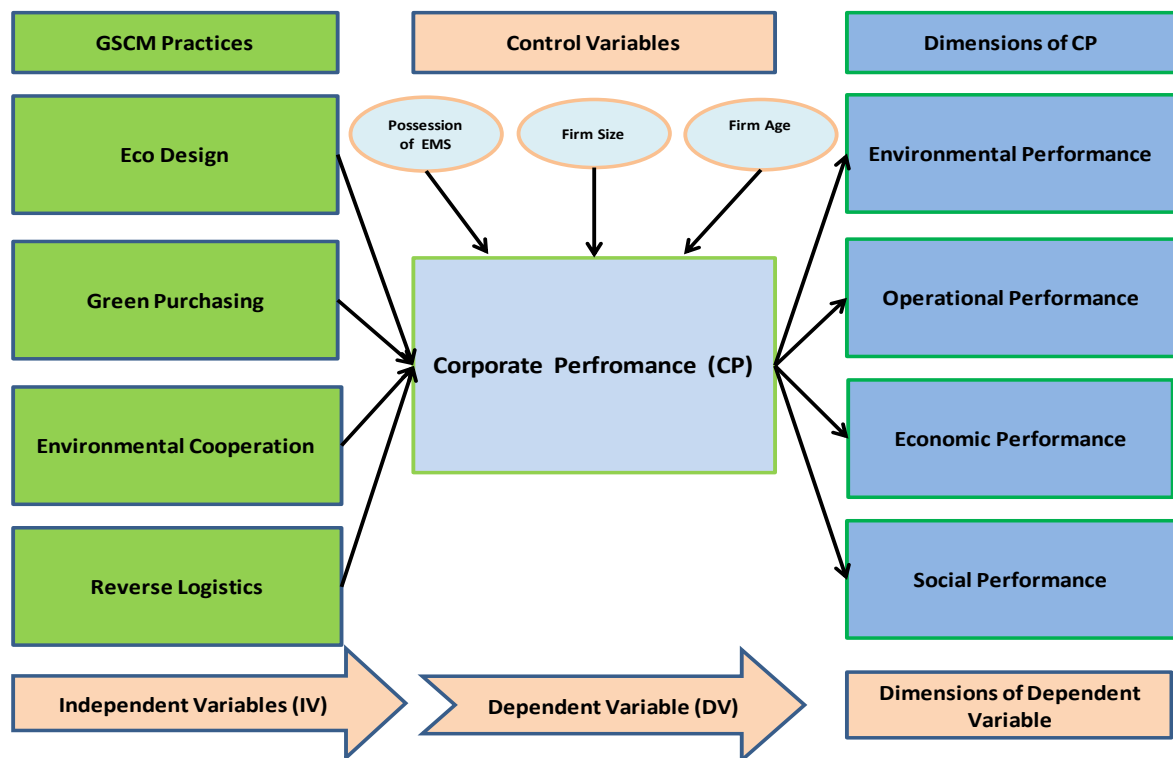 GSCM Practices
Control Variables
Dimensions of CP
Eco Design
Possession
of EMS
Firm Size
Firm Age
Environmental Performance
Green Purchasing
Corporate Perfromance (CP)
Operational Performance
Environmental Cooperation
Economic Performance
Reverse Logistics
Social Performance
Independent Variables (IV)
Dependent Variable (DV)
Dimensions of Dependent
Variable